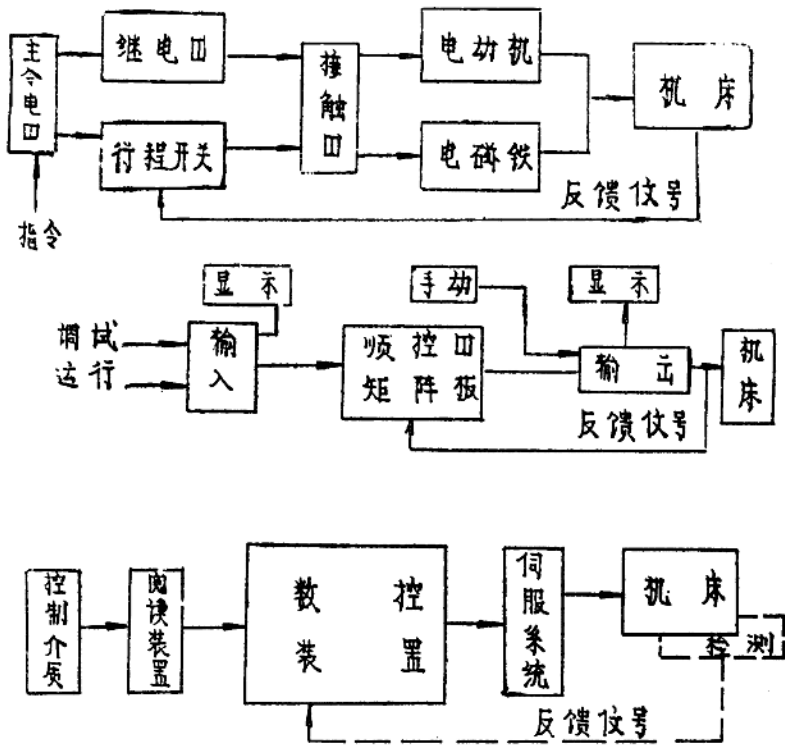 主令电器
继电器
行程开关
接触器
电动机
电磁铁
机床
反馈伩号
指令
显示
手动
显示
调试
运行
输入
顺控器
矩阵板
输出
机床
反馈伩号
控制介质
阅读装置
数控
装置
伺服系统
机床
检测
反馈伩号